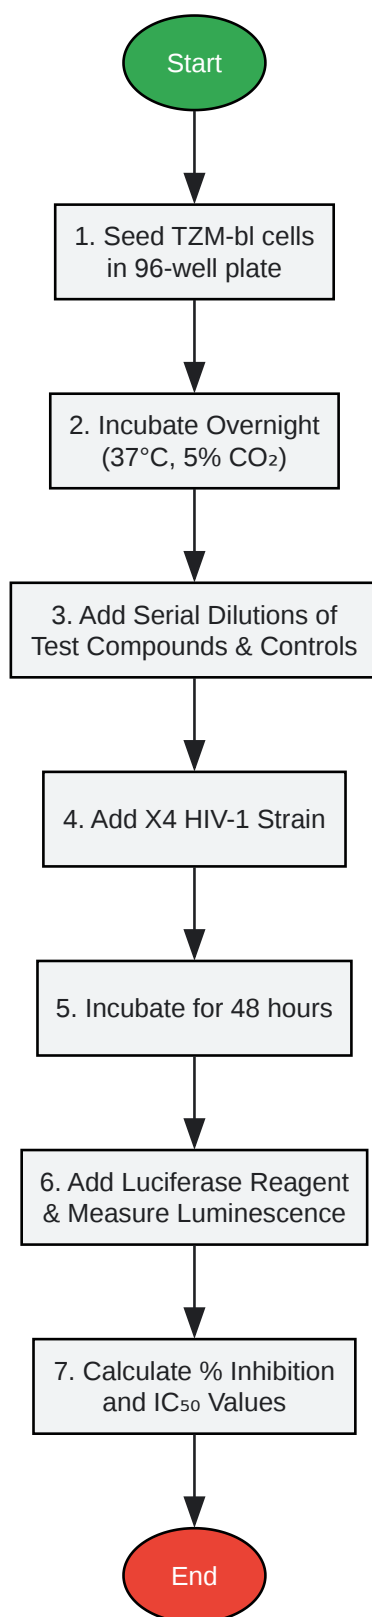 Start
1. Seed TZM-bl cells
in 96-well plate
2. Incubate Overnight
(37°C, 5% CO₂)
3. Add Serial Dilutions of
Test Compounds & Controls
4. Add X4 HIV-1 Strain
5. Incubate for 48 hours
6. Add Luciferase Reagent
& Measure Luminescence
7. Calculate % Inhibition
and IC₅₀ Values
End